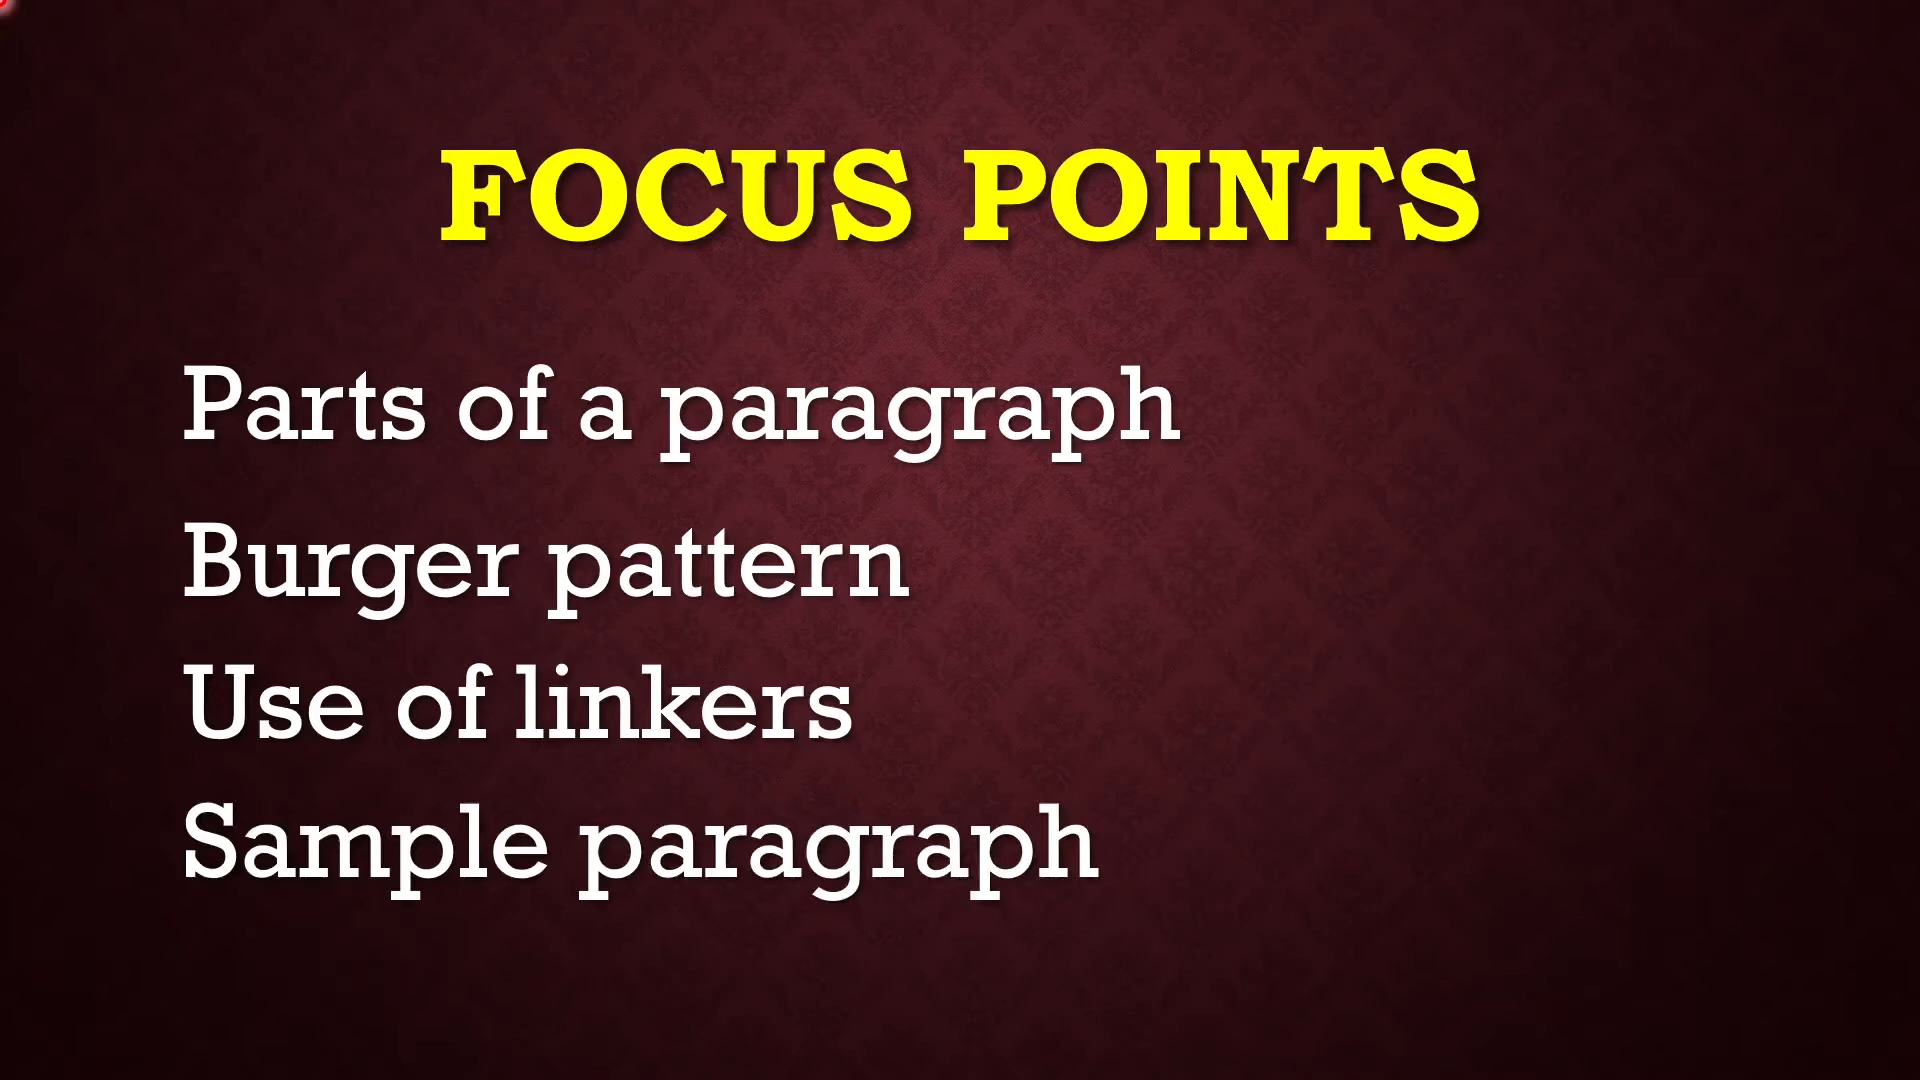 FOCUS POINTS
Parts of a paragraph
Burger pattern
Use of linkers
Sample paragraph